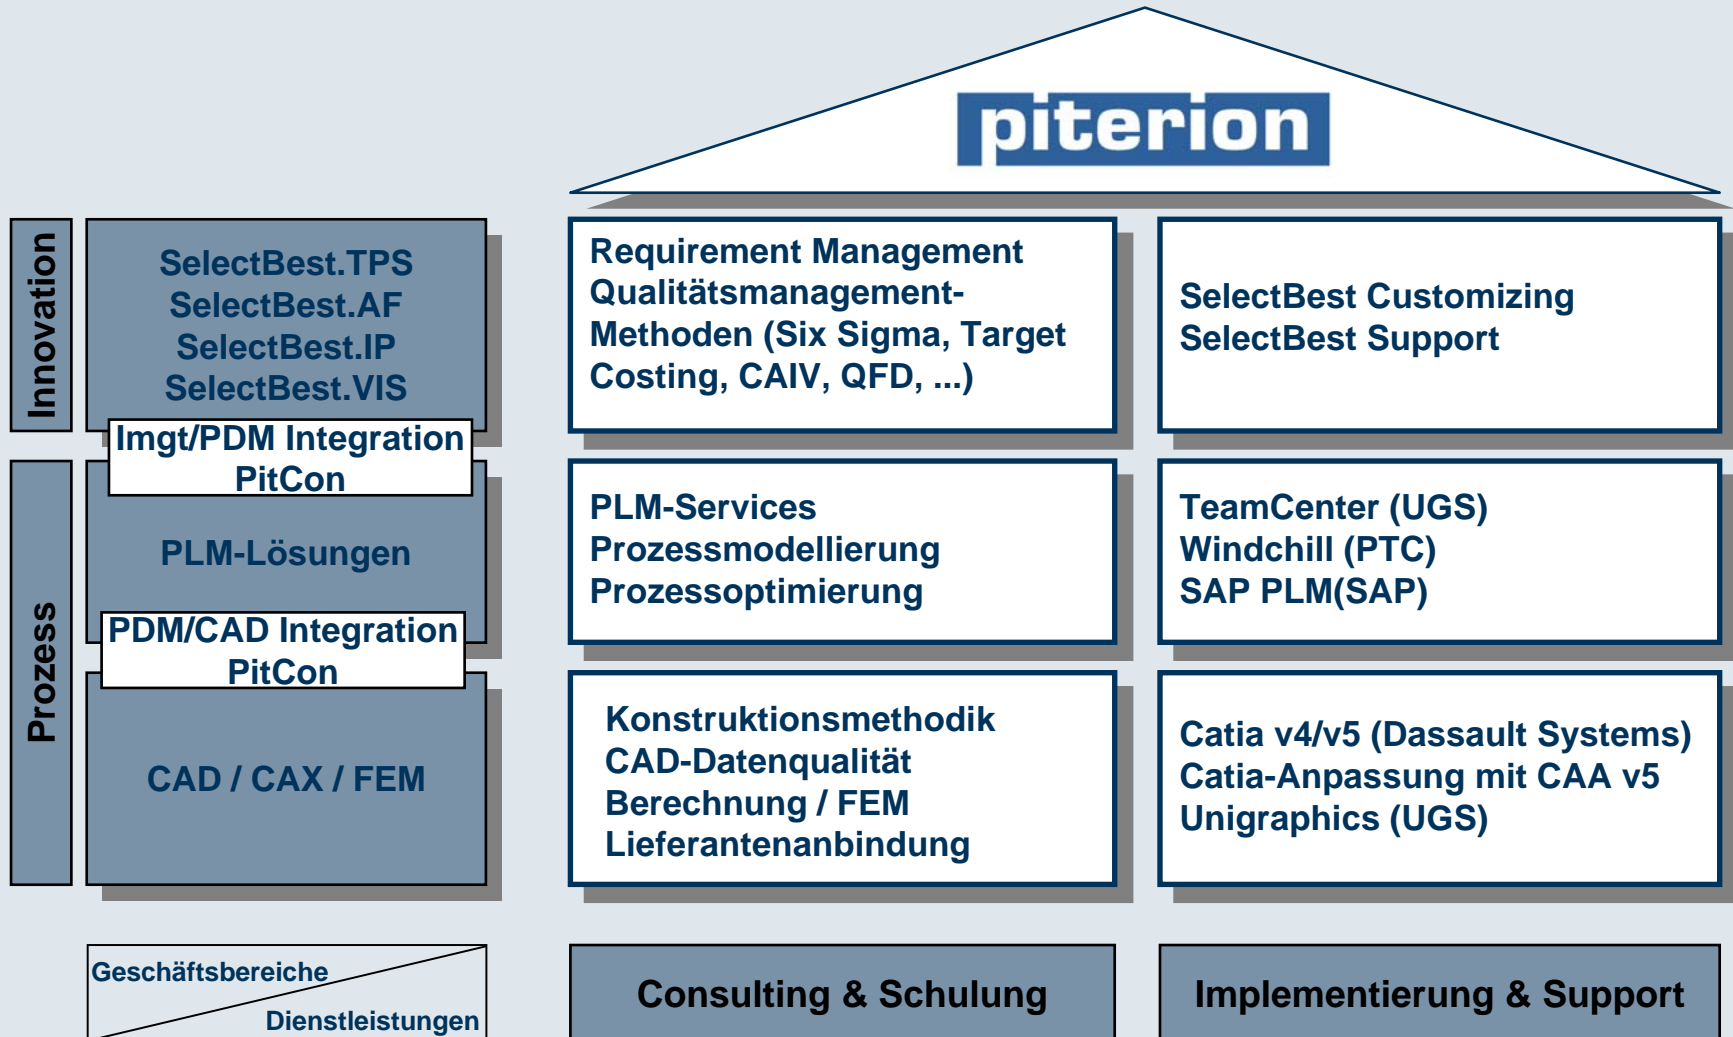 piterion
Innovation
SelectBest.TPS
SelectBest.AF
SelectBest.IP
SelectBest.VIS
Requirement Management
Qualitätsmanagement-
Methoden (Six Sigma, Target
Costing, CAIV, QFD, ...)
SelectBest Customizing
SelectBest Support
Imgt/PDM Integration
PitCon
Prozess
PLM-Lösungen
PLM-Services
Prozessmodellierung
Prozessoptimierung
TeamCenter (UGS)
Windchill (PTC)
SAP PLM(SAP)
PDM/CAD Integration
PitCon
CAD / CAX / FEM
Konstruktionsmethodik
CAD-Datenqualität
Berechnung / FEM
Lieferantenanbindung
Catia v4/v5 (Dassault Systems)
Catia-Anpassung mit CAA v5
Unigraphics (UGS)
Geschäftsbereiche
Dienstleistungen
Consulting & Schulung
Implementierung & Support